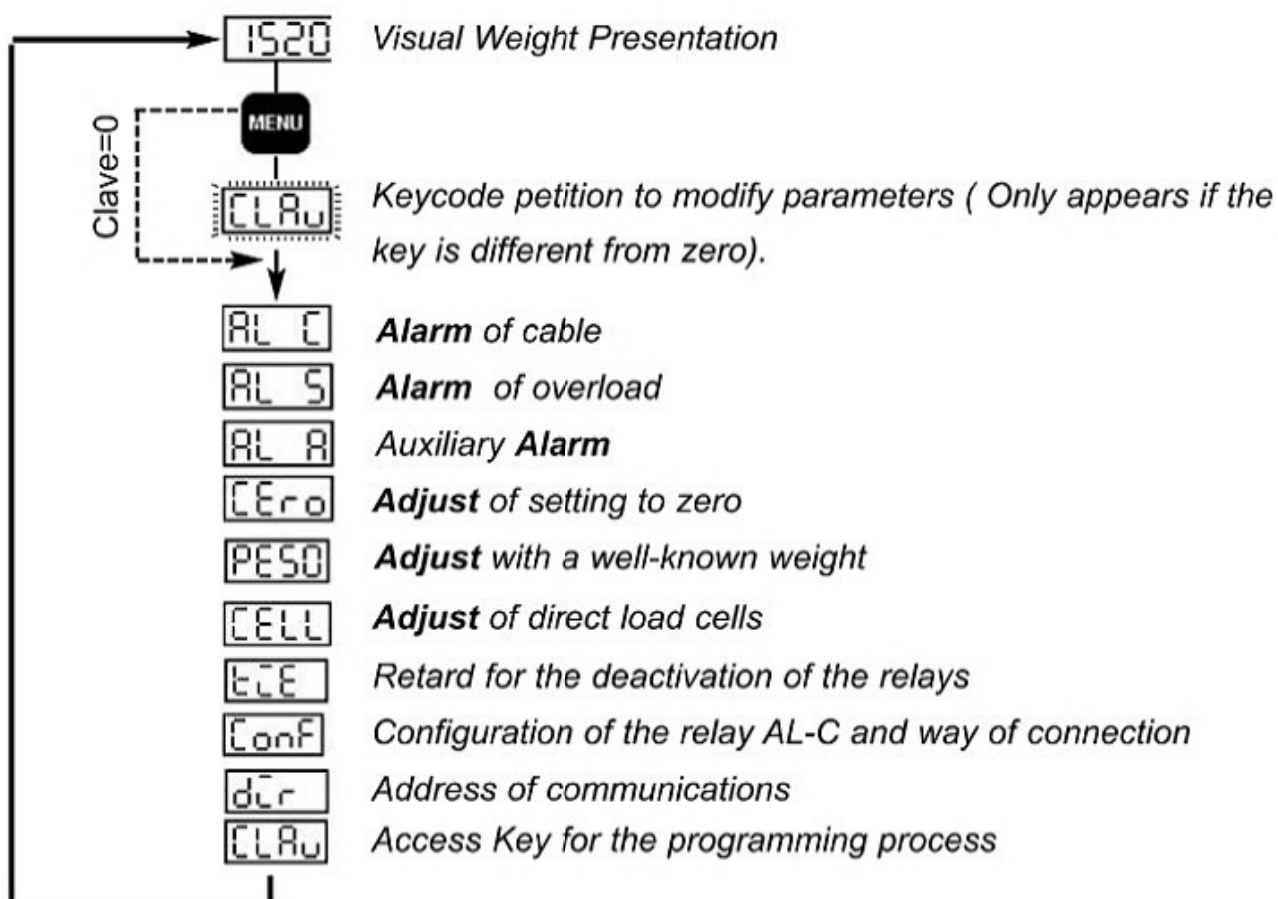 1520 Visual Weight Presentation
MENU
Clave=0
CLAv Keycode petition to modify parameters ( Only appears if the
key is different from zero).
AL C Alarm of cable
AL S Alarm of overload
AL A Auxiliary Alarm
CEro Adjust of setting to zero
PESO Adjust with a well-known weight
CELL Adjust of direct load cells
tiE Retard for the deactivation of the relays
ConF Configuration of the relay AL-C and way of connection
dir Address of communications
CLAv Access Key for the programming process